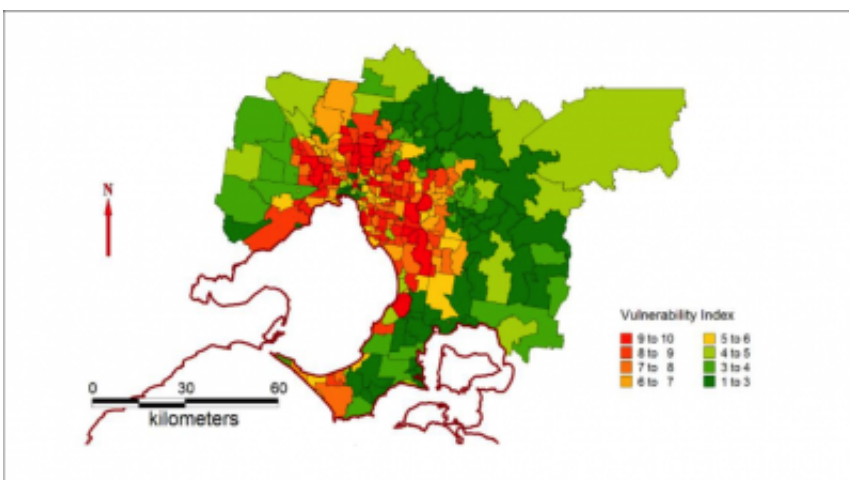 N
Vulnerability Index
9 to 10
8 to 9
7 to 8
6 to 7
5 to 6
4 to 5
3 to 4
1 to 3
0 30 60
kilometers